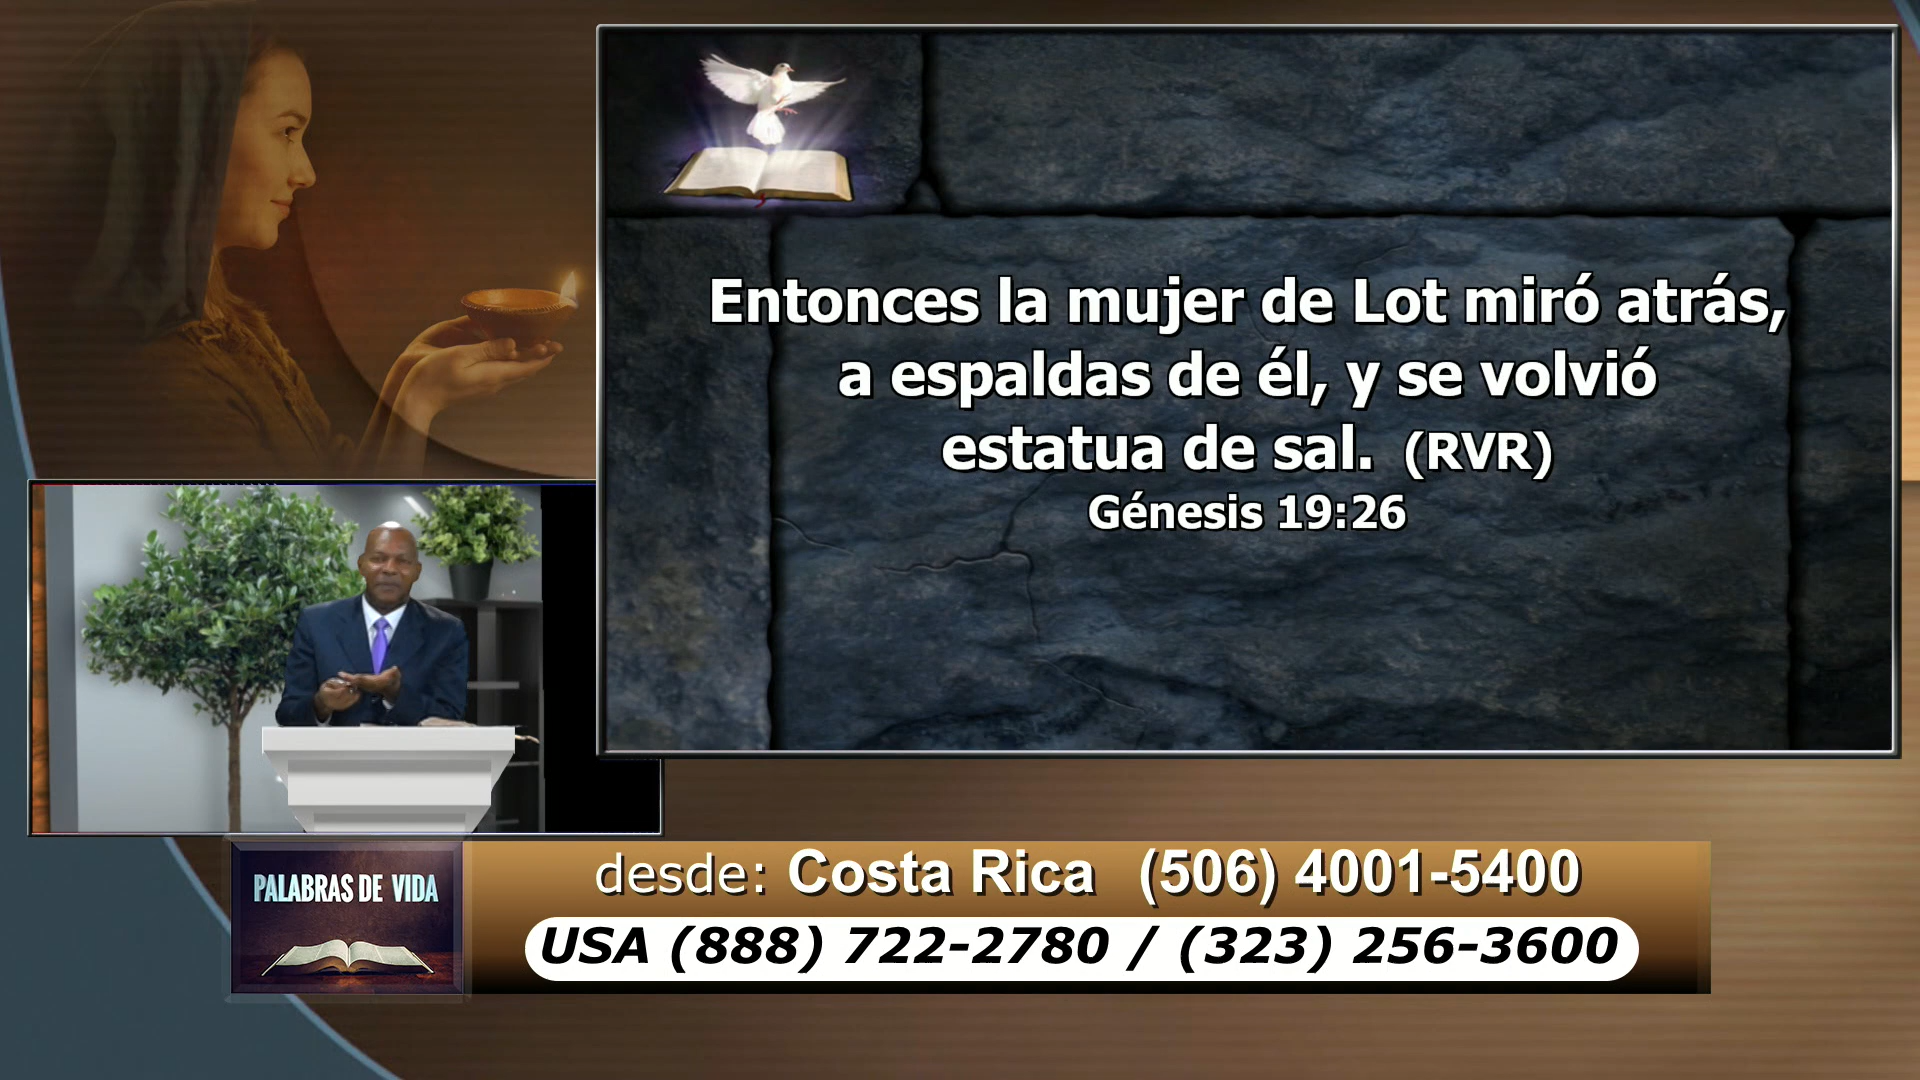 Entonces la mujer de Lot miró atrás,
a espaldas de él, y se volvió
estatua de sal. (RVR)
Génesis 19:26
PALABRAS DE VIDA
desde: Costa Rica (506) 4001-5400
USA (888) 722-2780 / (323) 256-3600